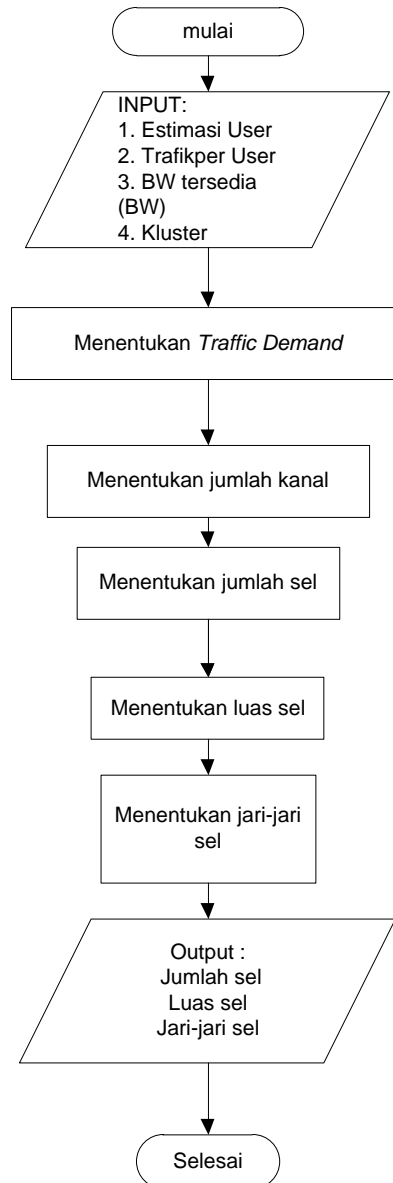 mulai
INPUT:
1. Estimasi User
2. Trafikper User
3. BW tersedia
(BW)
4. Kluster
Menentukan Traffic Demand
Menentukan jumlah kanal
Menentukan jumlah sel
Menentukan luas sel
Menentukan jari-jari
sel
Output :
Jumlah sel
Luas sel
Jari-jari sel
Selesai